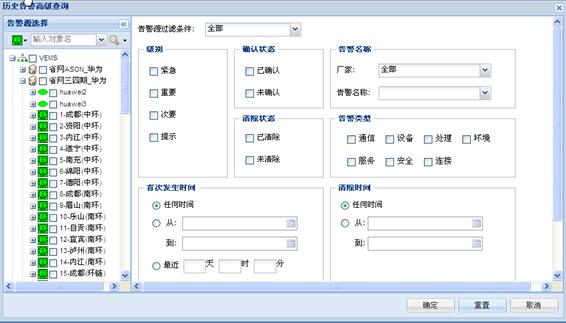 历史告警高级查询
告警源选择
输入对象名
VEMS
省网ASON_华为
省网三四期_华为
huawei2
huawei3
1-成都(中环)
2-资阳(中环)
3-内江(中环)
4-遂宁(中环)
5-南充(中环)
6-绵阳(中环)
7-德阳(中环)
8-成都(南环)
9-眉山(南环)
10-乐山(南环)
11-自贡(南环)
12-宜宾(南环)
13-泸州(南环)
14-内江(南环)
15-成都(环链)
告警源过滤条件: 全部
级别
紧急
重要
次要
提示
确认状态
已确认
未确认
清除状态
已清除
未清除
告警名称
厂家: 全部
告警名称:
告警类型
通信 设备 处理 环境
服务 安全 连接
首次发生时间
任何时间
从:
到:
最近 天 时 分
清除时间
任何时间
从:
到:
确定 重置 取消